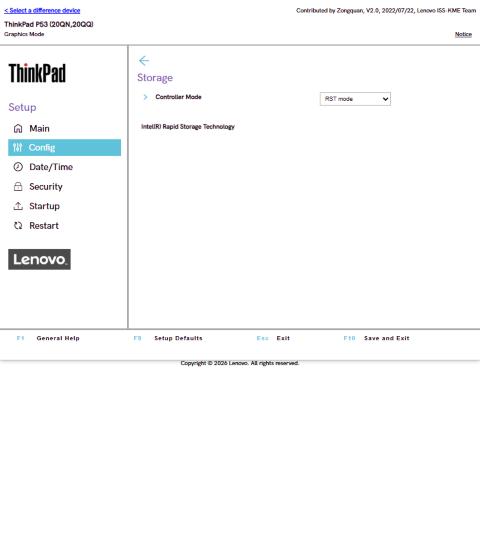 < Select a difference device
Contributed by Zongquan, V2.0, 2022/07/22, Lenovo ISS-KME Team
ThinkPad P53 (20QN,20QQ)
Graphics Mode
Notice
ThinkPad
Setup
Main
Config
Date/Time
Security
Startup
Restart
Lenovo
Storage
Controller Mode
RST mode
Intel(R) Rapid Storage Technology
F1 General Help
F9 Setup Defaults
Esc Exit
F10 Save and Exit
Copyright © 2026 Lenovo. All rights reserved.